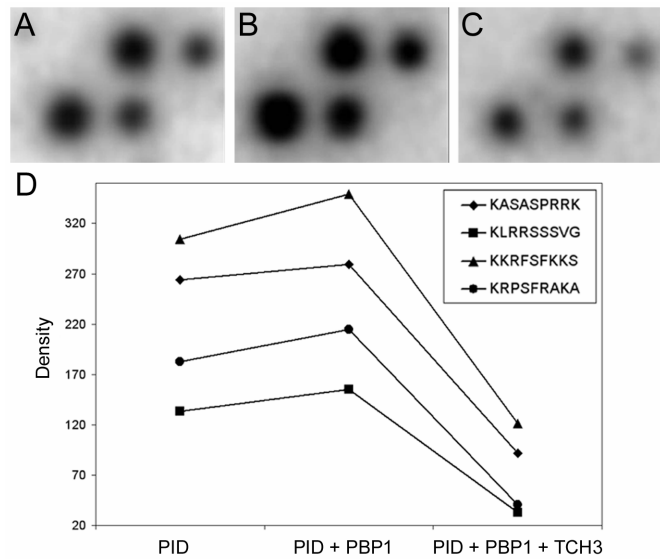 A
B
C
D
KASASPRRK
KLRRSSSVG
KKRFSFKKS
KRPSFRAKA
Density
320
270
220
170
120
70
20
PID
PID + PBP1
PID + PBP1 + TCH3